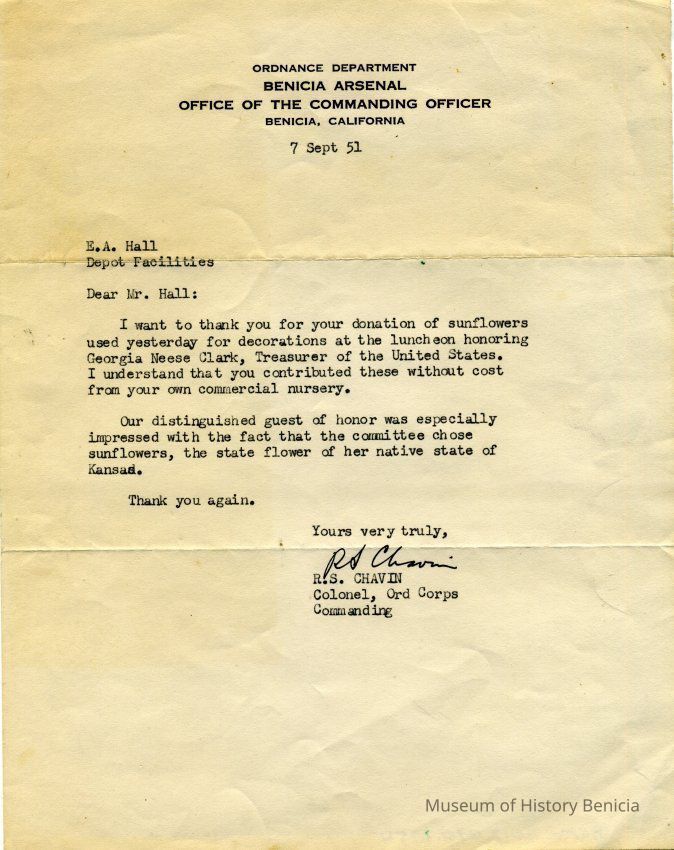 ORDNANCE DEPARTMENT
BENICIA ARSENAL
OFFICE OF THE COMMANDING OFFICER
BENICIA, CALIFORNIA
7 Sept 51
E.A. Hall
Depot Facilities
Dear Mr. Hall:
I want to thank you for your donation of sunflowers
used yesterday for decorations at the luncheon honoring
Georgia Neese Clark, Treasurer of the United States.
I understand that you contributed these without cost
from your own commercial nursery.
Our distinguished guest of honor was especially
impressed with the fact that the committee chose
sunflowers, the state flower of her native state of
Kansas.
Thank you again.
Yours very truly,
RS Chavin
R.S. CHAVIN
Colonel, Ord Corps
Commanding
Museum of History Benicia